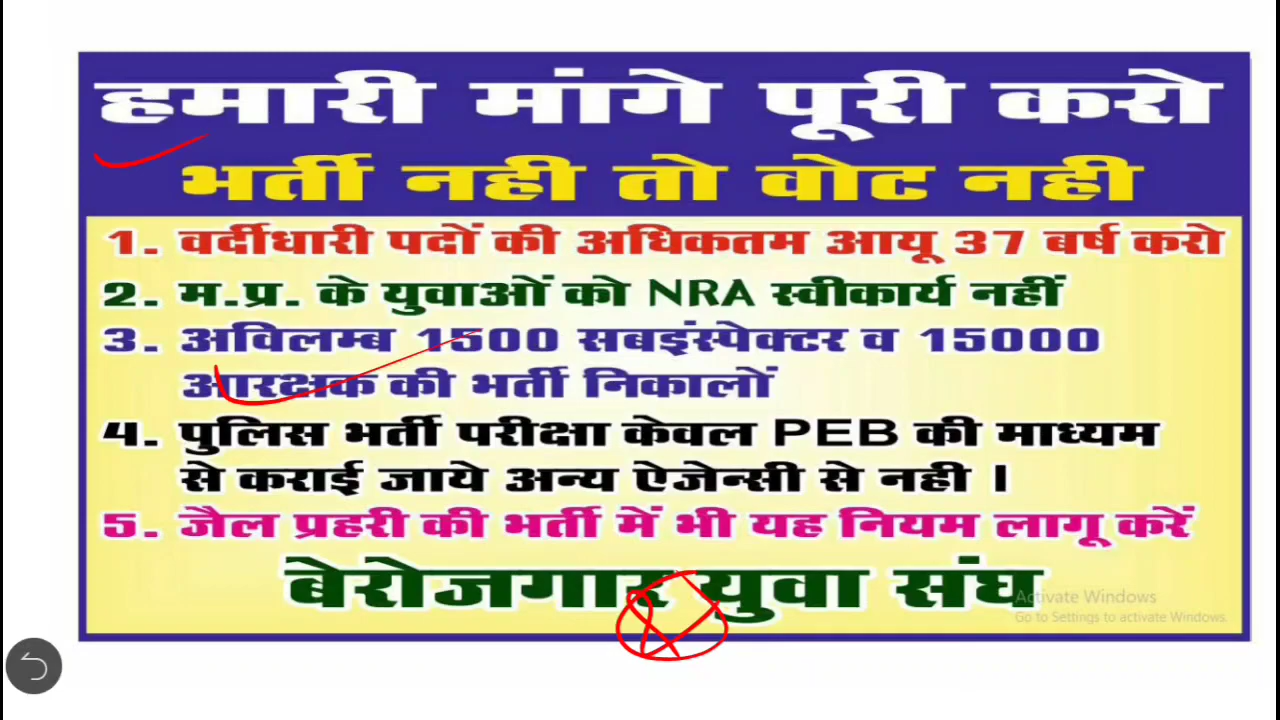 हमारी मांगे पूरी करो
भर्ती नही तो वोट नही
1. वर्दीधारी पदों की अधिकतम आयू 37 बर्ष करो
2. म.प्र. के युवाओं को NRA स्वीकार्य नहीं
3. अविलम्ब 1500 सबइंस्पेक्टर व 15000
आरक्षक की भर्ती निकालों
4. पुलिस भर्ती परीक्षा केवल PEB की माध्यम
से कराई जाये अन्य ऐजेन्सी से नही ।
5. जैल प्रहरी की भर्ती में भी यह नियम लागू करें
बेरोजगार युवा संघ
Activate Windows
Go to Settings to activate Windows.